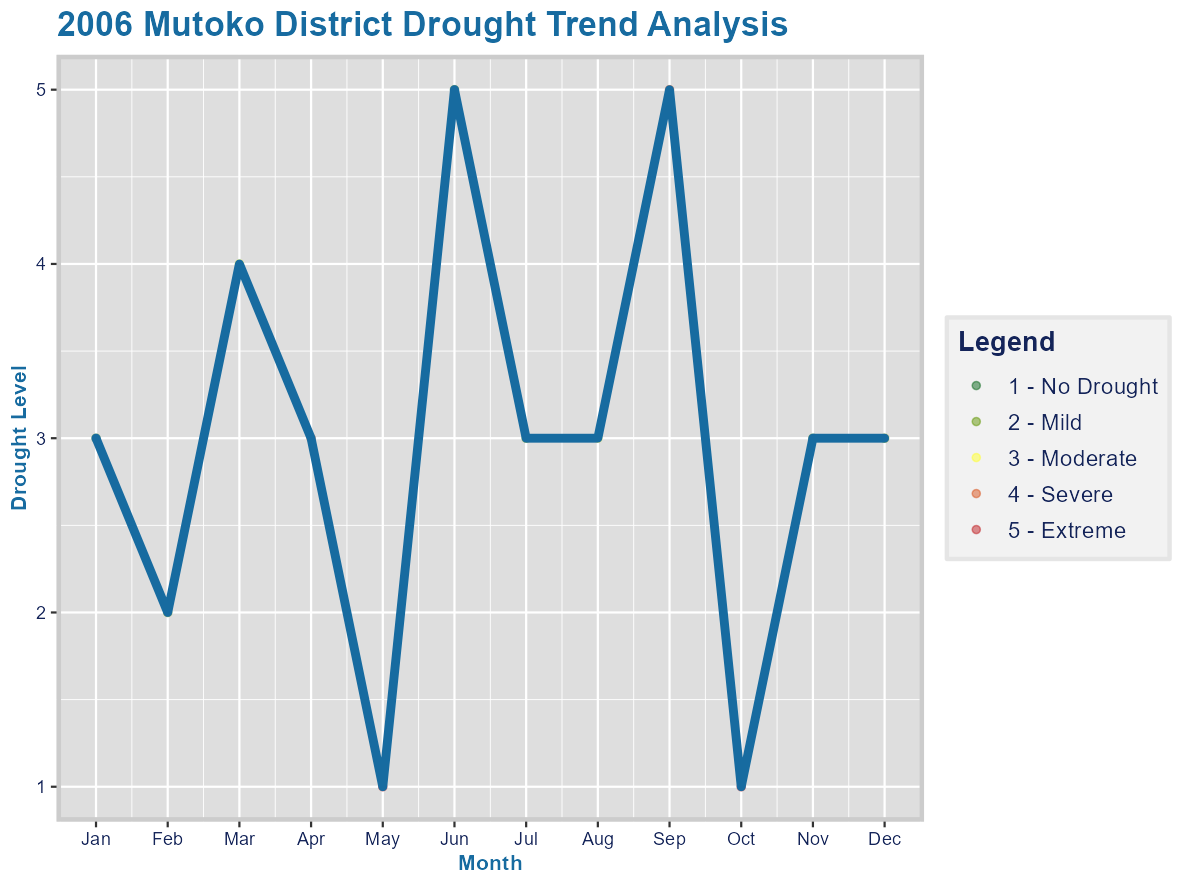 2006 Mutoko District Drought Trend Analysis
Drought Level
5
4
3
2
1
Jan Feb Mar Apr May Jun Jul Aug Sep Oct Nov Dec
Month
Legend
1 - No Drought
2 - Mild
3 - Moderate
4 - Severe
5 - Extreme